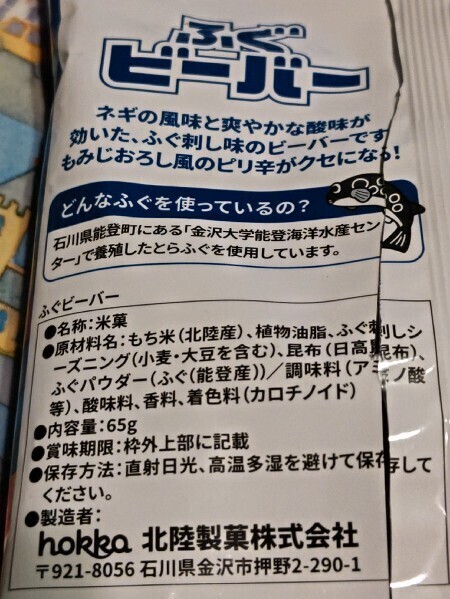 ふぐ
ビーバー
ネギの風味と爽やかな酸味が
効いた、ふぐ刺し味のビーバーです
もみじおろし風のピリ辛がクセになる!
どんなふぐを使っているの?
石川県能登町にある「金沢大学能登海洋水産セン
ター」で養殖したとらふぐを使用しています。
ふぐビーバー
●名称:米菓
●原材料名:もち米(北陸産)、植物油脂、ふぐ刺しシ
ーズニング(小麦・大豆を含む)、昆布(日高昆布)、
ふぐパウダー(ふぐ(能登産))/調味料(アミノ酸
等)、酸味料、香料、着色料(カロチノイド)
●内容量:65g
●賞味期限:枠外上部に記載
●保存方法:直射日光、高温多湿を避けて保存して
ください。
●製造者:
hokka 北陸製菓株式会社
〒921-8056 石川県金沢市押野2-290-1